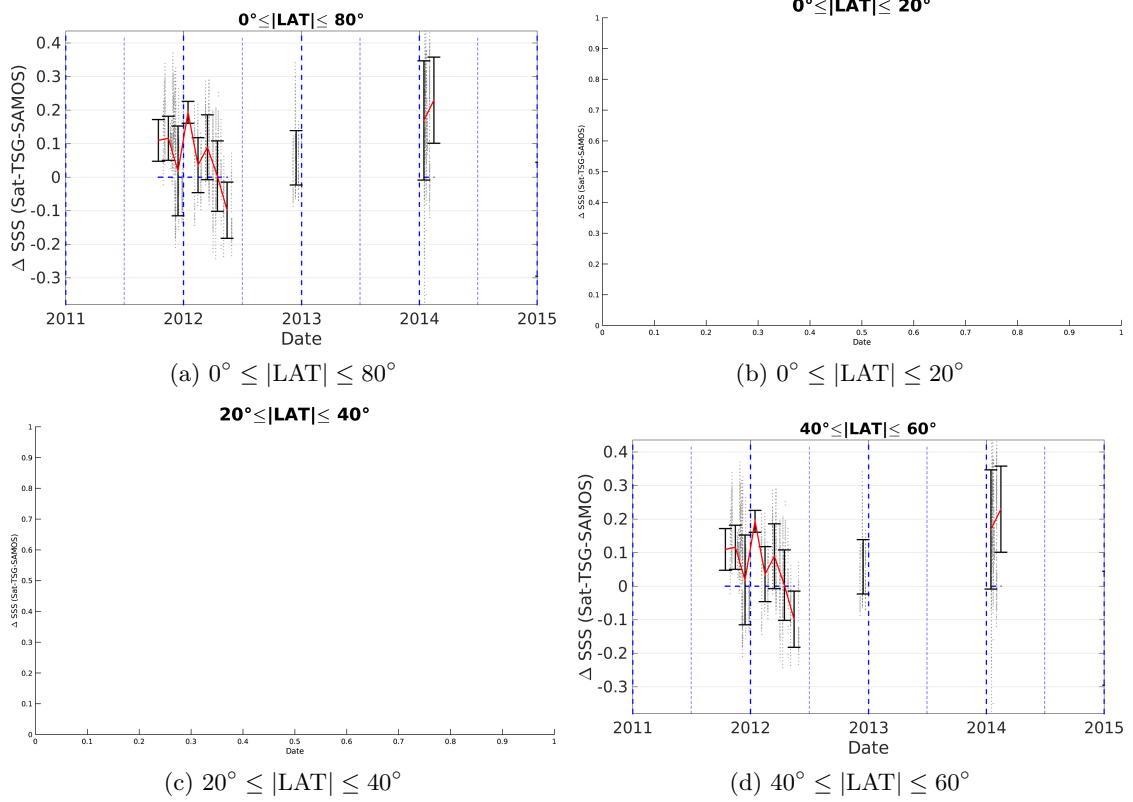 0°≤|LAT|≤ 80°
0.4
0.3
0.2
0.1
0
-0.1
-0.2
-0.3
Δ SSS (Sat-TSG-SAMOS)
2011 2012 2013 2014 2015
Date
(a) 0° ≤ |LAT| ≤ 80°
0°≤|LAT|≤ 20°
1
0.9
0.8
0.7
0.6
0.5
0.4
0.3
0.2
0.1
0
Δ SSS (Sat-TSG-SAMOS)
0 0.1 0.2 0.3 0.4 0.5 0.6 0.7 0.8 0.9 1
Date
(b) 0° ≤ |LAT| ≤ 20°
20°≤|LAT|≤ 40°
1
0.9
0.8
0.7
0.6
0.5
0.4
0.3
0.2
0.1
0
Δ SSS (Sat-TSG-SAMOS)
0 0.1 0.2 0.3 0.4 0.5 0.6 0.7 0.8 0.9 1
Date
(c) 20° ≤ |LAT| ≤ 40°
40°≤|LAT|≤ 60°
0.4
0.3
0.2
0.1
0
-0.1
-0.2
-0.3
Δ SSS (Sat-TSG-SAMOS)
2011 2012 2013 2014 2015
Date
(d) 40° ≤ |LAT| ≤ 60°